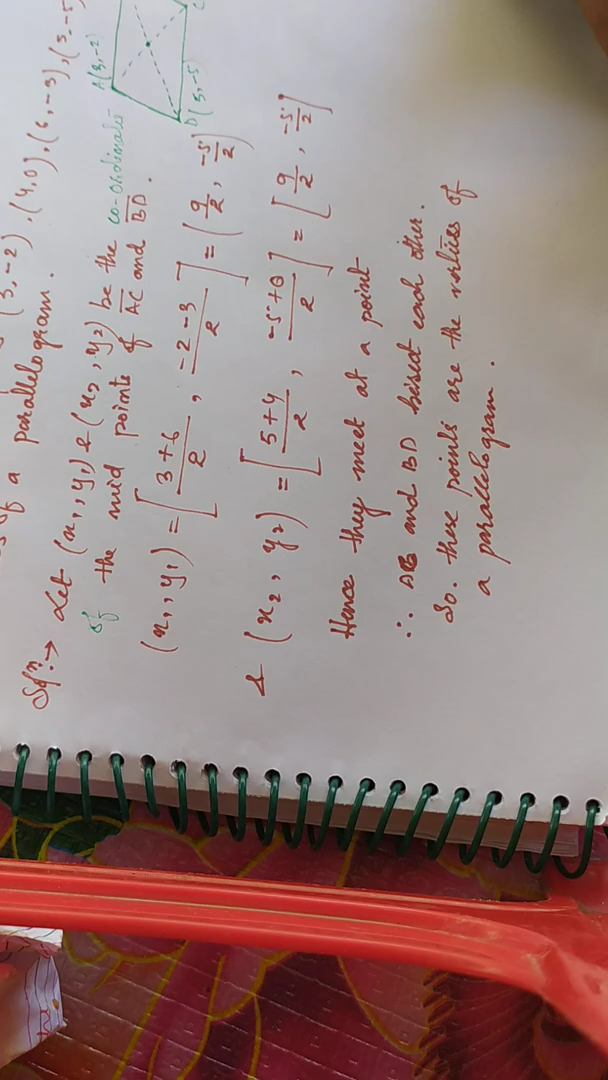 (3,-2), (4,0), (6,-3), (5,-5)
of a parallelogram.
Solⁿ:→ Let (x₁, y₁) & (x₂, y₂) be the co-ordinates
of the mid points of AC and BD.
A(3,-2)
C
D(5,-5)
(x₁, y₁) = [3+6/2, -2-3/2] = (9/2, -5/2)
& (x₂, y₂) = [5+4/2, -5+0/2] = [9/2, -5/2]
Hence they meet at a point
∴ and BD bisect each other.
So. these points are the vertices of
a parallelogram.